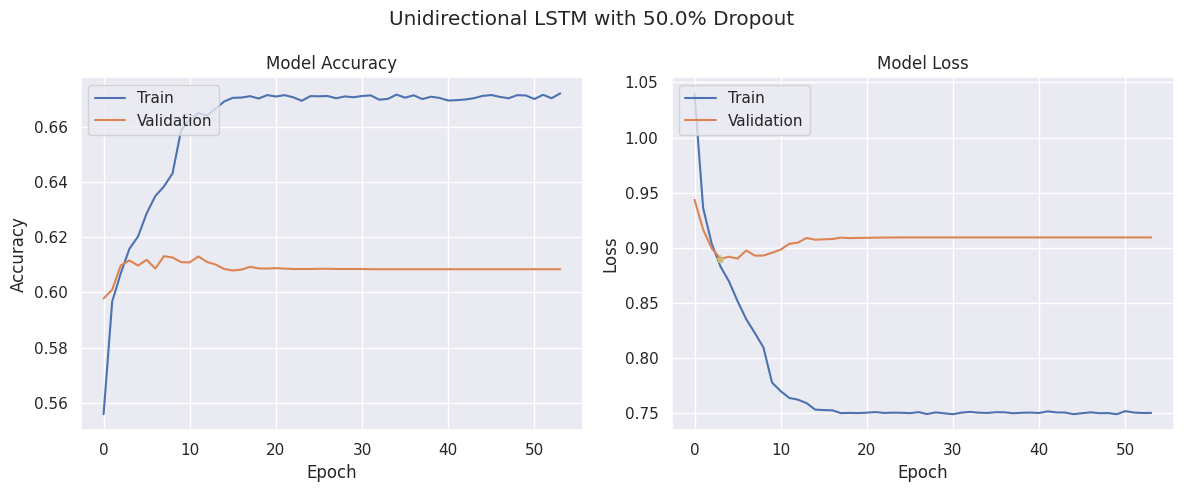 Unidirectional LSTM with 50.0% Dropout
Model Accuracy
Train
Validation
0.66
0.64
0.62
0.60
0.58
0.56
Accuracy
0
10
20
30
40
50
Epoch
Model Loss
Train
Validation
1.05
1.00
0.95
0.90
0.85
0.80
0.75
Loss
0
10
20
30
40
50
Epoch